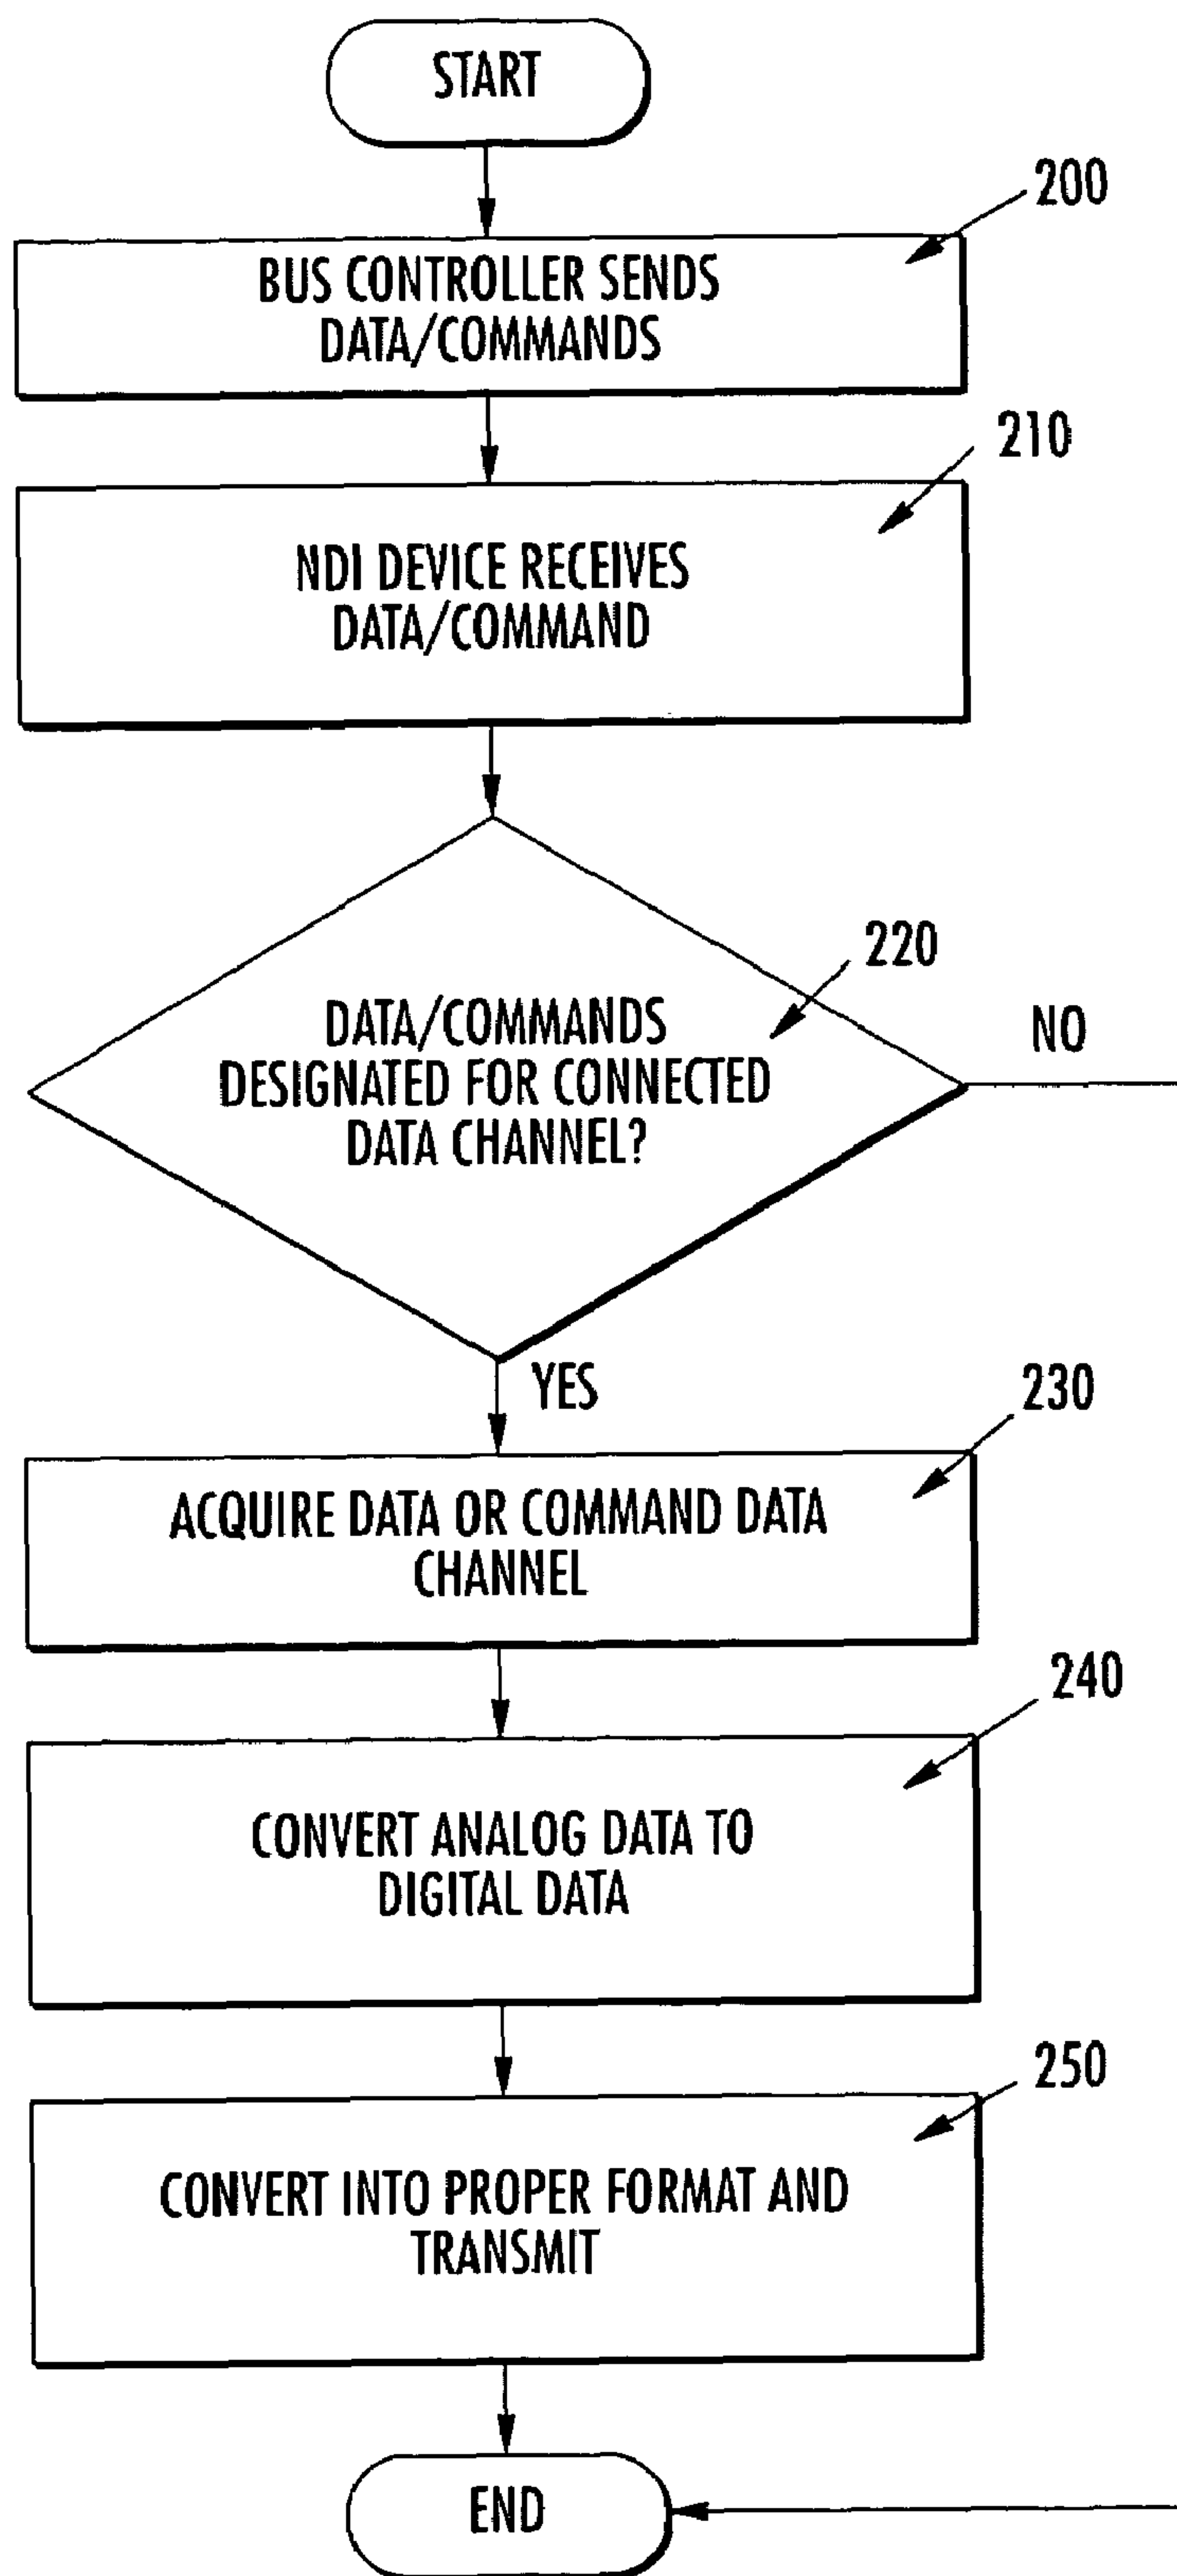 START
200
BUS CONTROLLER SENDS
DATA/COMMANDS
210
NDI DEVICE RECEIVES
DATA/COMMAND
220
DATA/COMMANDS
DESIGNATED FOR CONNECTED
DATA CHANNEL?
NO
YES
230
ACQUIRE DATA OR COMMAND DATA
CHANNEL
240
CONVERT ANALOG DATA TO
DIGITAL DATA
250
CONVERT INTO PROPER FORMAT AND
TRANSMIT
END